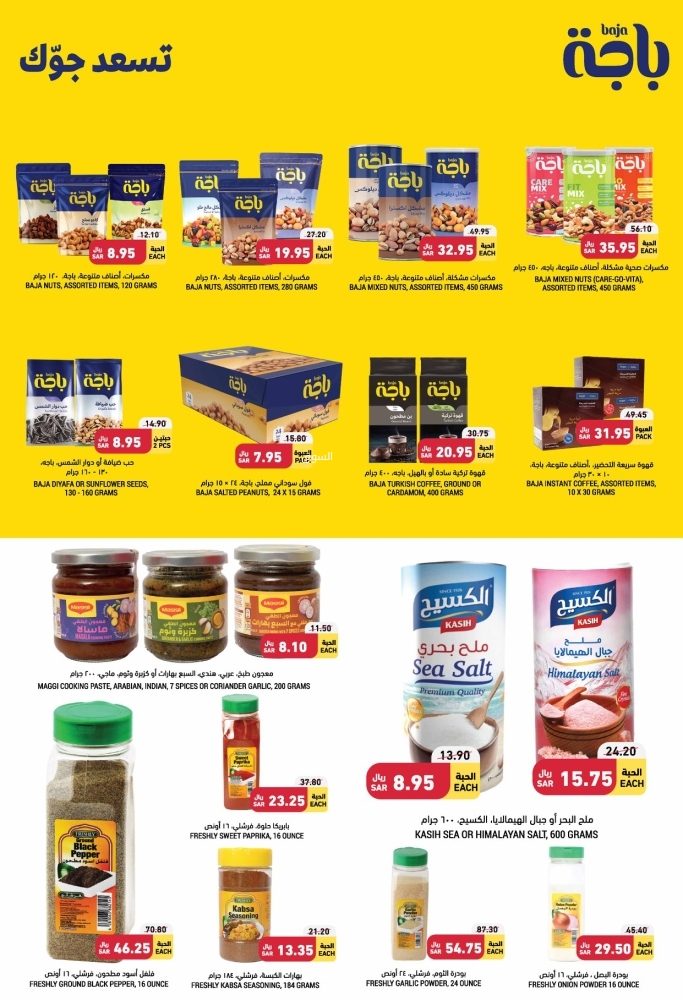 baja
باجة
تسعد جوّك
12.10
ريال
SAR 8.95
الحبة
EACH
مكسرات، أصناف متنوعة، باجة، ١٢٠ جرام
BAJA NUTS, ASSORTED ITEMS, 120 GRAMS
27.20
ريال
SAR 19.95
الحبة
EACH
مكسرات، أصناف متنوعة، باجة، ٢٨٠ جرام
BAJA NUTS, ASSORTED ITEMS, 280 GRAMS
49.95
ريال
SAR 32.95
الحبة
EACH
مكسرات مشكلة، أصناف متنوعة، باجة، ٤٥٠ جرام
BAJA MIXED NUTS, ASSORTED ITEMS, 450 GRAMS
CARE MIX
FIT MIX
GO MIX
56.10
ريال
SAR 35.95
الحبة
EACH
مكسرات صحية مشكلة، أصناف متنوعة، باجه، ٤٥٠ جرام
BAJA MIXED NUTS (CARE-GO-VITA),
ASSORTED ITEMS, 450 GRAMS
14.90
ريال
SAR 8.95
حبتين
2 PCS
حب ضيافة أو دوار الشمس، باجه،
١٣٠ - ١٦٠ جرام
BAJA DIYAFA OR SUNFLOWER SEEDS,
130 - 160 GRAMS
15.80
ريال
SAR 7.95
العبوة
PACK
فول سوداني مملح، باجة، ٢٤ × ١٥ جرام
BAJA SALTED PEANUTS, 24 X 15 GRAMS
30.75
ريال
SAR 20.95
الحبة
EACH
قهوة تركية سادة أو بالهيل، باجة، ٤٠٠ جرام
BAJA TURKISH COFFEE, GROUND OR
CARDAMOM, 400 GRAMS
49.45
ريال
SAR 31.95
العبوة
PACK
قهوة سريعة التحضير، أصناف متنوعة، باجة،
١٠ × ٣٠ جرام
BAJA INSTANT COFFEE, ASSORTED ITEMS,
10 X 30 GRAMS
11.50
ريال
SAR 8.10
الحبة
EACH
معجون طبخ، عربي، هندي، السبع بهارات أو كزبرة وثوم، ماجي، ٢٠٠ جرام
MAGGI COOKING PASTE, ARABIAN, INDIAN, 7 SPICES OR CORIANDER GARLIC, 200 GRAMS
الكسيح
KASIH
ملح بحري
Sea Salt
Premium Quality
13.90
ريال
SAR 8.95
الحبة
EACH
الكسيح
KASIH
ملح
جبال الهيمالايا
Himalayan Salt
24.20
ريال
SAR 15.75
الحبة
EACH
ملح البحر أو جبال الهيمالايا، الكسيح، ٦٠٠ جرام
KASIH SEA OR HIMALAYAN SALT, 600 GRAMS
Sweet Paprika
37.80
ريال
SAR 23.25
الحبة
EACH
بابريكا حلوة، فرشلي، ١٦ أونص
FRESHLY SWEET PAPRIKA, 16 OUNCE
FRESHLY
Ground
Black
Pepper
فلفل أسود مطحون
ريال
SAR 46.25
الحبة
EACH
فلفل أسود مطحون، فرشلي، ١٦ أونص
FRESHLY GROUND BLACK PEPPER, 16 OUNCE
Kabsa
Seasoning
21.20
ريال
SAR 13.35
الحبة
EACH
بهارات الكبسة، فرشلي، ١٨٤ جرام
FRESHLY KABSA SEASONING, 184 GRAMS
87.30
ريال
SAR 54.75
الحبة
EACH
بودرة الثوم، فرشلي، ٢٤ أونص
FRESHLY GARLIC POWDER, 24 OUNCE
45.40
ريال
SAR 29.50
الحبة
EACH
بودرة البصل، فرشلي، ١٦ أونص
FRESHLY ONION POWDER 16 OUNCE